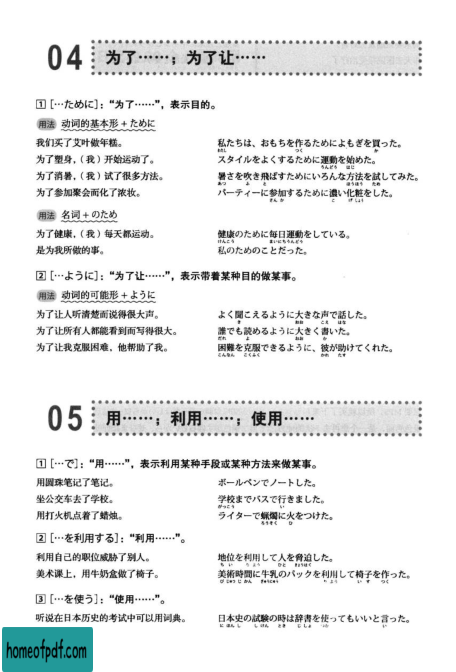 04 为了……；为了让……
1 […ために]：“为了……”，表示目的。
用法 动词的基本形＋ために
我们买了艾叶做年糕。 私たちは、おもちを作るためによもぎを買った。
为了塑身，（我）开始运动了。 スタイルをよくするために運動を始めた。
为了消暑，（我）试了很多方法。 暑さを吹き飛ばすためにいろんな方法を試してみた。
为了参加聚会而化了浓妆。 パーティーに参加するために濃い化粧をした。
用法 名词＋のため
为了健康，（我）每天都运动。 健康のために毎日運動をしている。
是为我所做的事。 私のためのことだった。
2 […ように]：“为了让……”，表示带着某种目的做某事。
用法 动词的可能形＋ように
为了让人听清楚而说得很大声。 よく聞こえるように大きな声で話した。
为了让所有人都能看到而写得很大。 誰でも読めるように大きく書いた。
为了让我克服困难，他帮助了我。 困難を克服できるように、彼が助けてくれた。
05 用……；利用……；使用……
1 […で]：“用……”，表示利用某种手段或某种方法来做某事。
用圆珠笔记了笔记。 ボールペンでノートした。
坐公交车去了学校。 学校までバスで行きました。
用打火机点着了蜡烛。 ライターで蝋燭に火をつけた。
2 […を利用する]：“利用……”。
利用自己的职位威胁了别人。 地位を利用して人を脅迫した。
美术课上，用牛奶盒做了椅子。 美術時間に牛乳のパックを利用して椅子を作った。
3 […を使う]：“使用……”。
听说在日本历史的考试中可以用词典。 日本史の試験の時は辞書を使ってもいいと言った。
homeofpdf.com